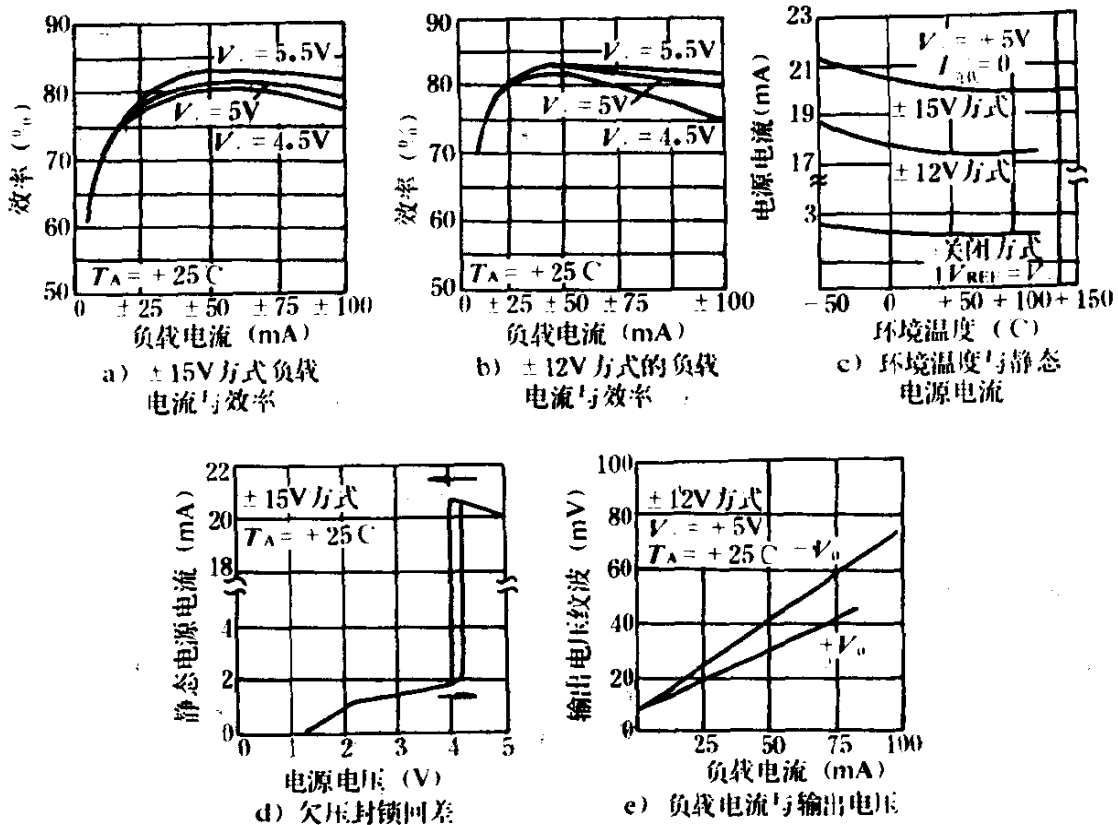 90
80
70
60
50
效率 (%)
V. = 5.5V
V. = 5V
V. = 4.5V
TA = +25 C
0 ±25 ±50 ±75 ±100
负载电流 (mA)
a) ±15V方式负载
电流与效率
90
80
70
60
50
效率 (%)
V. = 5.5V
V. = 5V
V. = 4.5V
TA = +25 C
0 ±25 ±50 ±75 ±100
负载电流 (mA)
b) ±12V方式的负载
电流与效率
23
21
19
17
3
电源电流 (mA)
V. = +5V
= 0
±15V方式
±12V方式
关闭方式
VREF = V.
-50 0 +50 +100 +150
环境温度 (C)
c) 环境温度与静态
电源电流
22
20
18
4
2
0
静态电源电流 (mA)
±15V方式
TA = +25 C
0 1 2 3 4 5
电源电压 (V)
d) 欠压封锁回差
100
80
60
40
20
0
输出电压纹波 (mV)
±12V方式
V. = +5V
TA = +25 C
-V0
+V0
25 50 75 100
负载电流 (mA)
e) 负载电流与输出电压